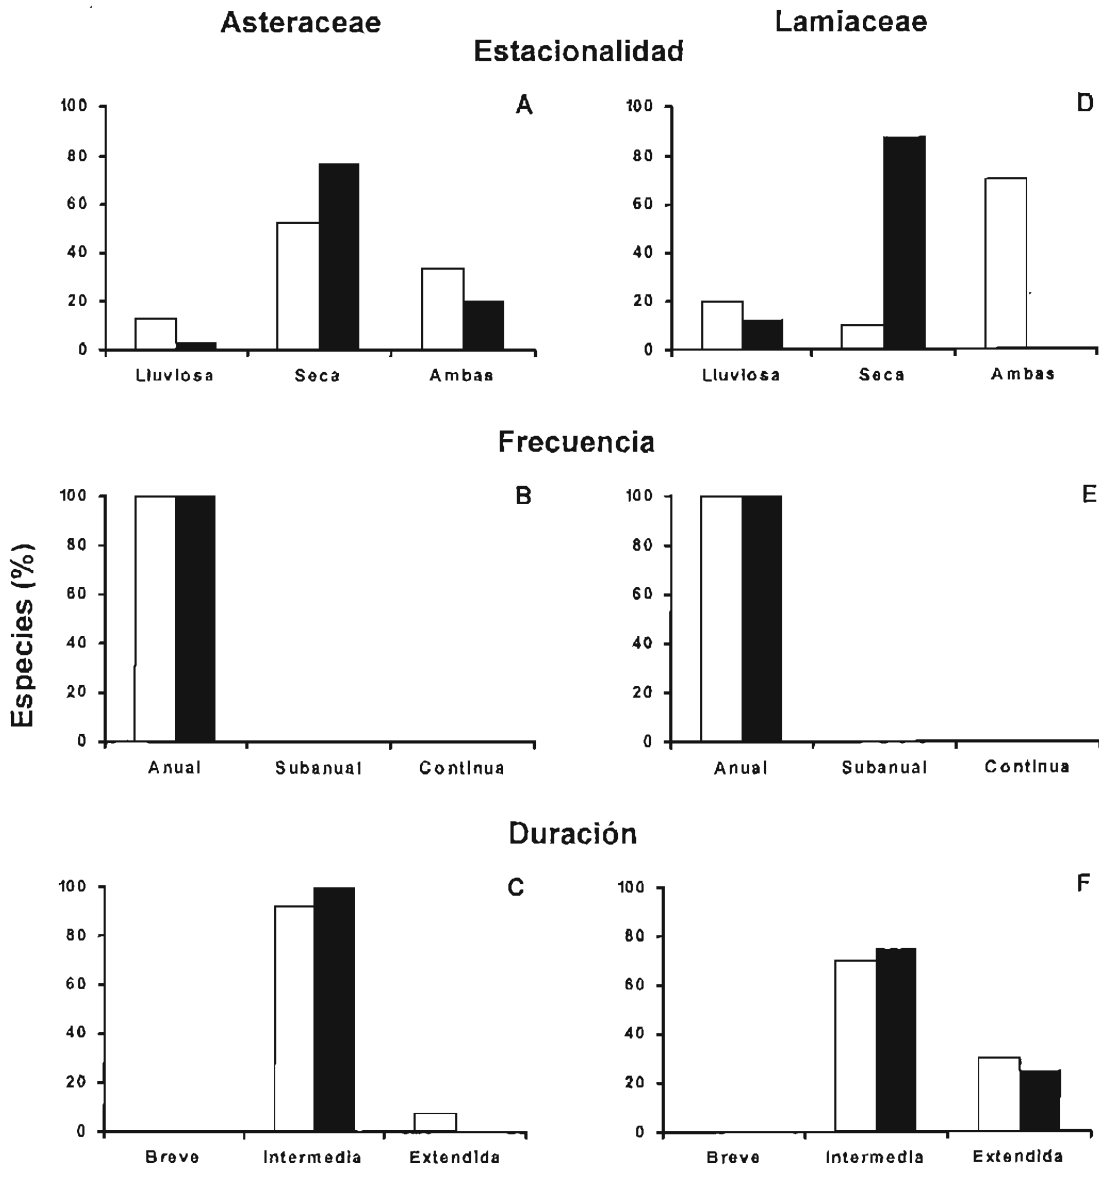 Asteraceae
Lamiaceae
Estacionalidad
A
100
80
60
40
20
0
Lluviosa Seca Ambas
D
100
80
60
40
20
0
Lluviosa Seca Ambas
Frecuencia
Especies (%)
B
100
80
60
40
20
0
Anual Subanual Continua
E
100
80
60
40
20
0
Anual Subanual Continua
Duración
C
100
80
60
40
20
0
Breve Intermedia Extendida
F
100
80
60
40
20
0
Breve Intermedia Extendida